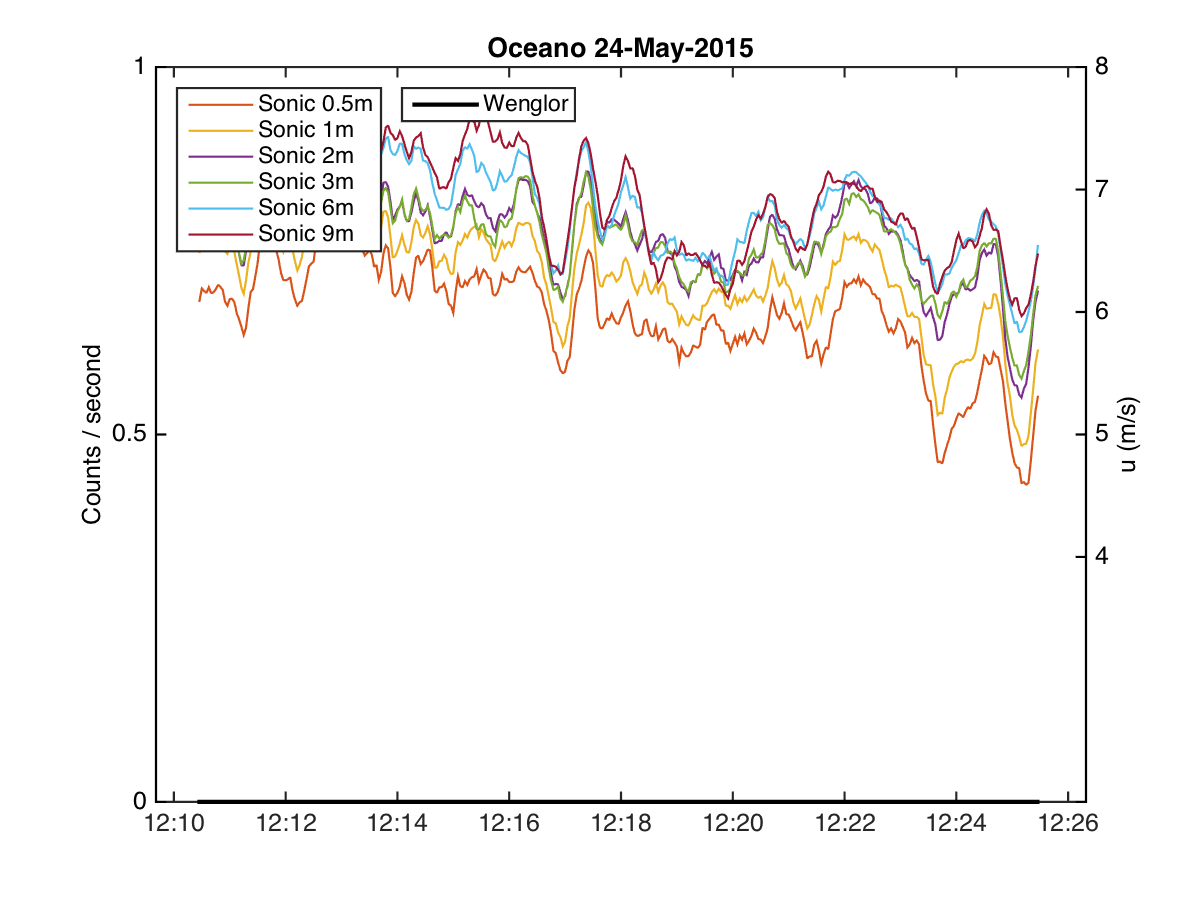 Oceano 24-May-2015
Sonic 0.5m
Sonic 1m
Sonic 2m
Sonic 3m
Sonic 6m
Sonic 9m
Wenglor
Counts / second
1
0.5
0
u (m/s)
8
7
6
5
4
12:10 12:12 12:14 12:16 12:18 12:20 12:22 12:24 12:26